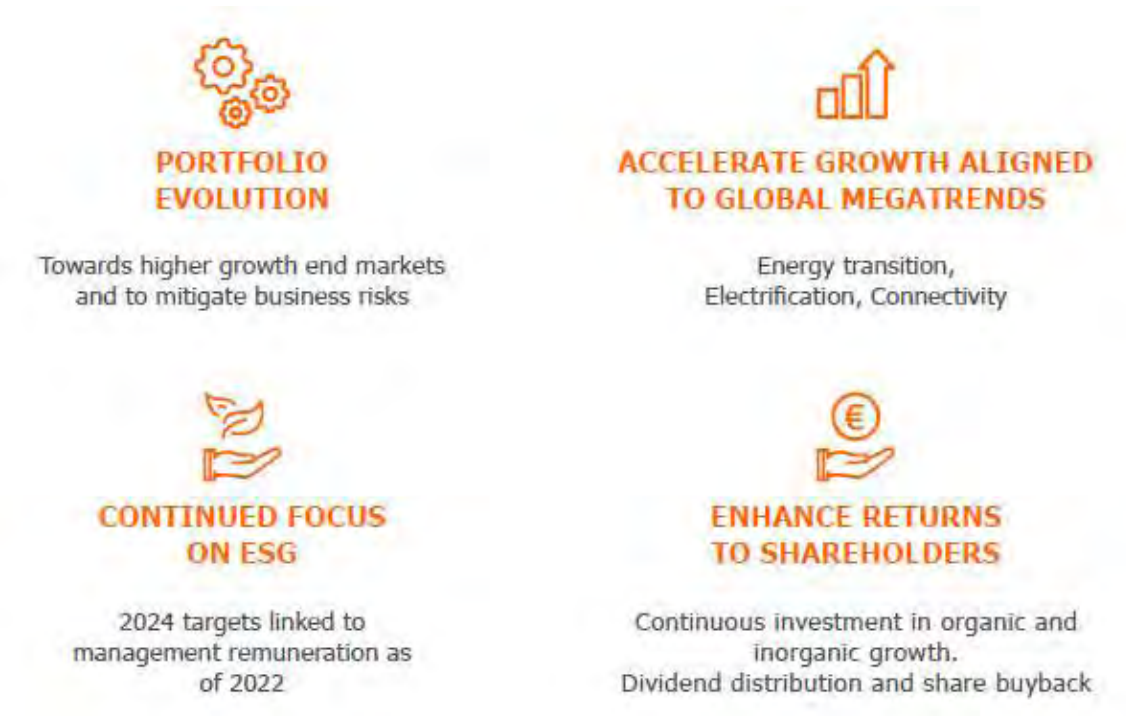 PORTFOLIO
EVOLUTION
Towards higher growth end markets
and to mitigate business risks
ACCELERATE GROWTH ALIGNED
TO GLOBAL MEGATRENDS
Energy transition,
Electrification, Connectivity
CONTINUED FOCUS
ON ESG
2024 targets linked to
management remuneration as
of 2022
€
ENHANCE RETURNS
TO SHAREHOLDERS
Continuous investment in organic and
inorganic growth.
Dividend distribution and share buyback